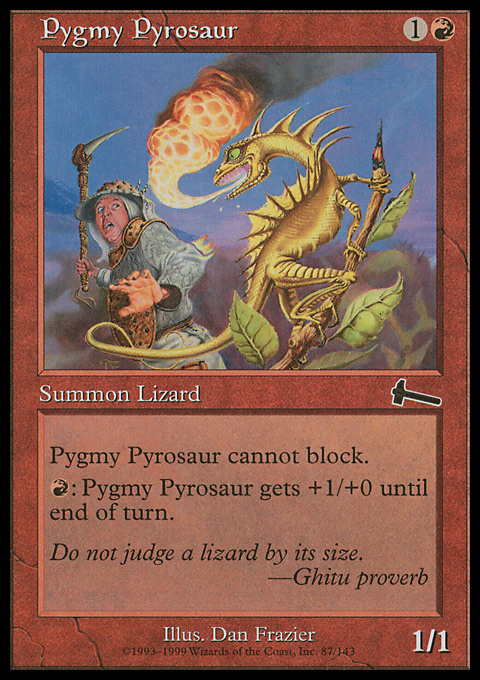 Pygmy Pyrosaur 1
Summon Lizard
Pygmy Pyrosaur cannot block.
: Pygmy Pyrosaur gets +1/+0 until
end of turn.
Do not judge a lizard by its size.
—Ghitu proverb
Illus. Dan Frazier
©1993–1999 Wizards of the Coast, Inc. 87/143
1/1